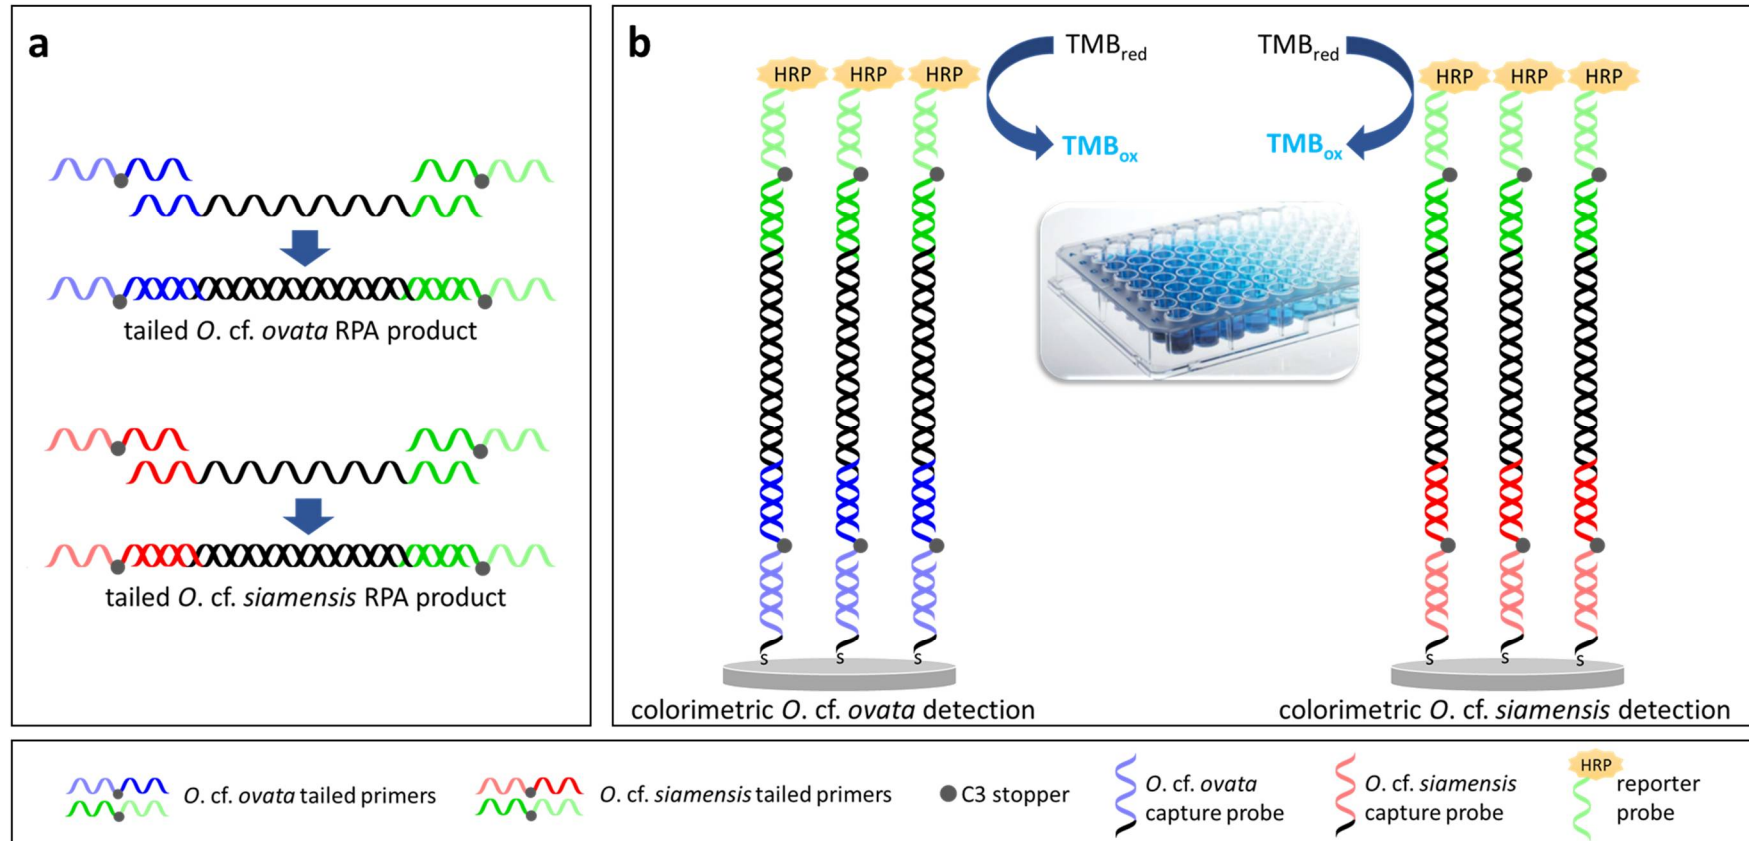 a
tailed O. cf. ovata RPA product
tailed O. cf. siamensis RPA product
b
HRP HRP HRP
TMBred
TMBox
TMBred
TMBox
HRP HRP HRP
s s s
s s s
colorimetric O. cf. ovata detection
colorimetric O. cf. siamensis detection
O. cf. ovata tailed primers
O. cf. siamensis tailed primers
C3 stopper
O. cf. ovata
capture probe
O. cf. siamensis
capture probe
HRP
reporter
probe